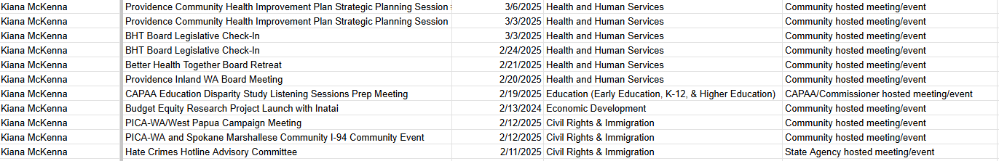 Kiana McKenna Providence Community Health Improvement Plan Strategic Planning Session 3/6/2025 Health and Human Services Community hosted meeting/event
Kiana McKenna Providence Community Health Improvement Plan Strategic Planning Session 3/3/2025 Health and Human Services Community hosted meeting/event
Kiana McKenna BHT Board Legislative Check-In 3/3/2025 Health and Human Services Community hosted meeting/event
Kiana McKenna BHT Board Legislative Check-In 2/24/2025 Health and Human Services Community hosted meeting/event
Kiana McKenna Better Health Together Board Retreat 2/21/2025 Health and Human Services Community hosted meeting/event
Kiana McKenna Providence Inland WA Board Meeting 2/20/2025 Health and Human Services Community hosted meeting/event
Kiana McKenna CAPAA Education Disparity Study Listening Sessions Prep Meeting 2/19/2025 Education (Early Education, K-12, & Higher Education) CAPAA/Commissioner hosted meeting/event
Kiana McKenna Budget Equity Research Project Launch with Inatai 2/13/2024 Economic Development Community hosted meeting/event
Kiana McKenna PICA-WA/West Papua Campaign Meeting 2/12/2025 Civil Rights & Immigration Community hosted meeting/event
Kiana McKenna PICA-WA and Spokane Marshallese Community I-94 Community Event 2/12/2025 Civil Rights & Immigration Community hosted meeting/event
Kiana McKenna Hate Crimes Hotline Advisory Committee 2/11/2025 Civil Rights & Immigration State Agency hosted meeting/event